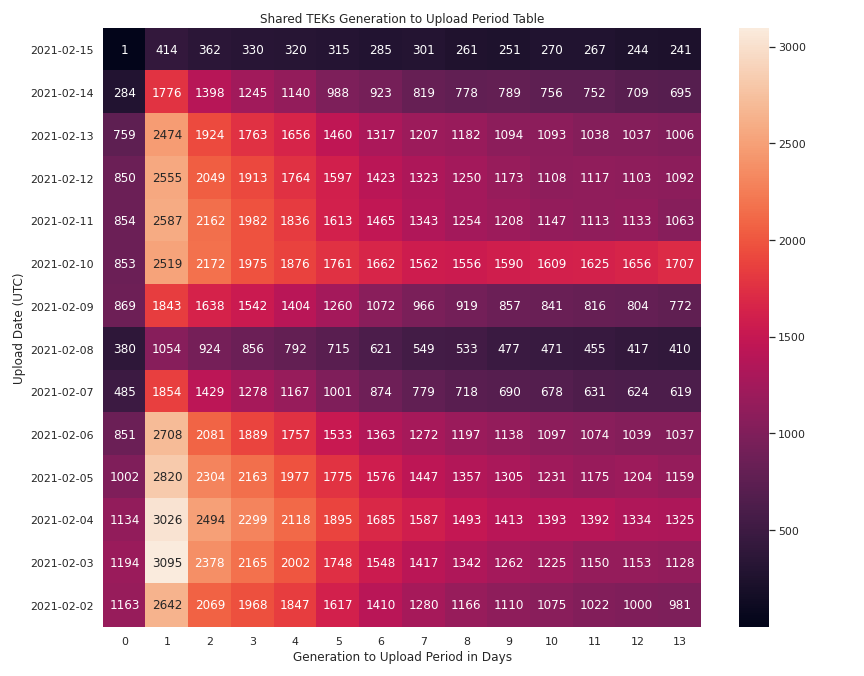 Shared TEKs Generation to Upload Period Table
Upload Date (UTC)
2021-02-15 1 414 362 330 320 315 285 301 261 251 270 267 244 241
2021-02-14 284 1776 1398 1245 1140 988 923 819 778 789 756 752 709 695
2021-02-13 759 2474 1924 1763 1656 1460 1317 1207 1182 1094 1093 1038 1037 1006
2021-02-12 850 2555 2049 1913 1764 1597 1423 1323 1250 1173 1108 1117 1103 1092
2021-02-11 854 2587 2162 1982 1836 1613 1465 1343 1254 1208 1147 1113 1133 1063
2021-02-10 853 2519 2172 1975 1876 1761 1662 1562 1556 1590 1609 1625 1656 1707
2021-02-09 869 1843 1638 1542 1404 1260 1072 966 919 857 841 816 804 772
2021-02-08 380 1054 924 856 792 715 621 549 533 477 471 455 417 410
2021-02-07 485 1854 1429 1278 1167 1001 874 779 718 690 678 631 624 619
2021-02-06 851 2708 2081 1889 1757 1533 1363 1272 1197 1138 1097 1074 1039 1037
2021-02-05 1002 2820 2304 2163 1977 1775 1576 1447 1357 1305 1231 1175 1204 1159
2021-02-04 1134 3026 2494 2299 2118 1895 1685 1587 1493 1413 1393 1392 1334 1325
2021-02-03 1194 3095 2378 2165 2002 1748 1548 1417 1342 1262 1225 1150 1153 1128
2021-02-02 1163 2642 2069 1968 1847 1617 1410 1280 1166 1110 1075 1022 1000 981
0 1 2 3 4 5 6 7 8 9 10 11 12 13
Generation to Upload Period in Days
3000
2500
2000
1500
1000
500